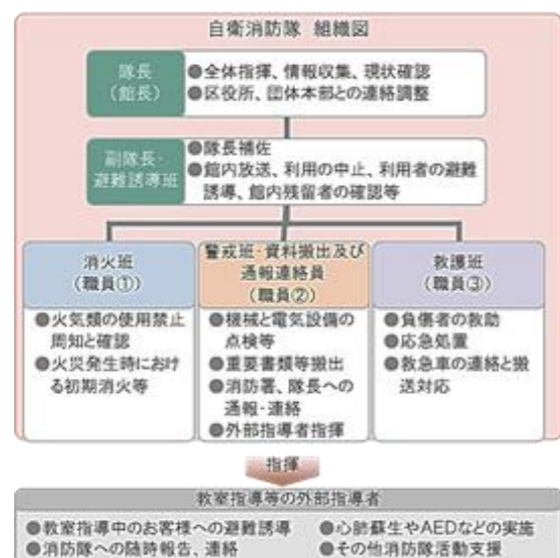 自衛消防隊 組織図
隊長
(館長)
●全体指揮、情報収集、現状確認
●区役所、団体本部との連絡調整
副隊長・
避難誘導班
●隊長補佐
●館内放送、利用の中止、利用者の避難
誘導、館内残留者の確認等
消火班
(職員①)
●火気類の使用禁止
周知と確認
●火災発生時におけ
る初期消火等
警戒班・資料搬出及び
通報連絡員
(職員②)
●機械と電気設備の
点検等
●重要書類等搬出
●消防署、隊長への
通報・連絡
●外部指導者指揮
救護班
(職員③)
●負傷者の救助
●応急処置
●救急車の連絡と搬
送対応
指揮
教室指導等の外部指導者
●教室指導中のお客様への避難誘導
●消防隊への随時報告、連絡
●心肺蘇生やAEDなどの実施
●その他消防隊活動支援